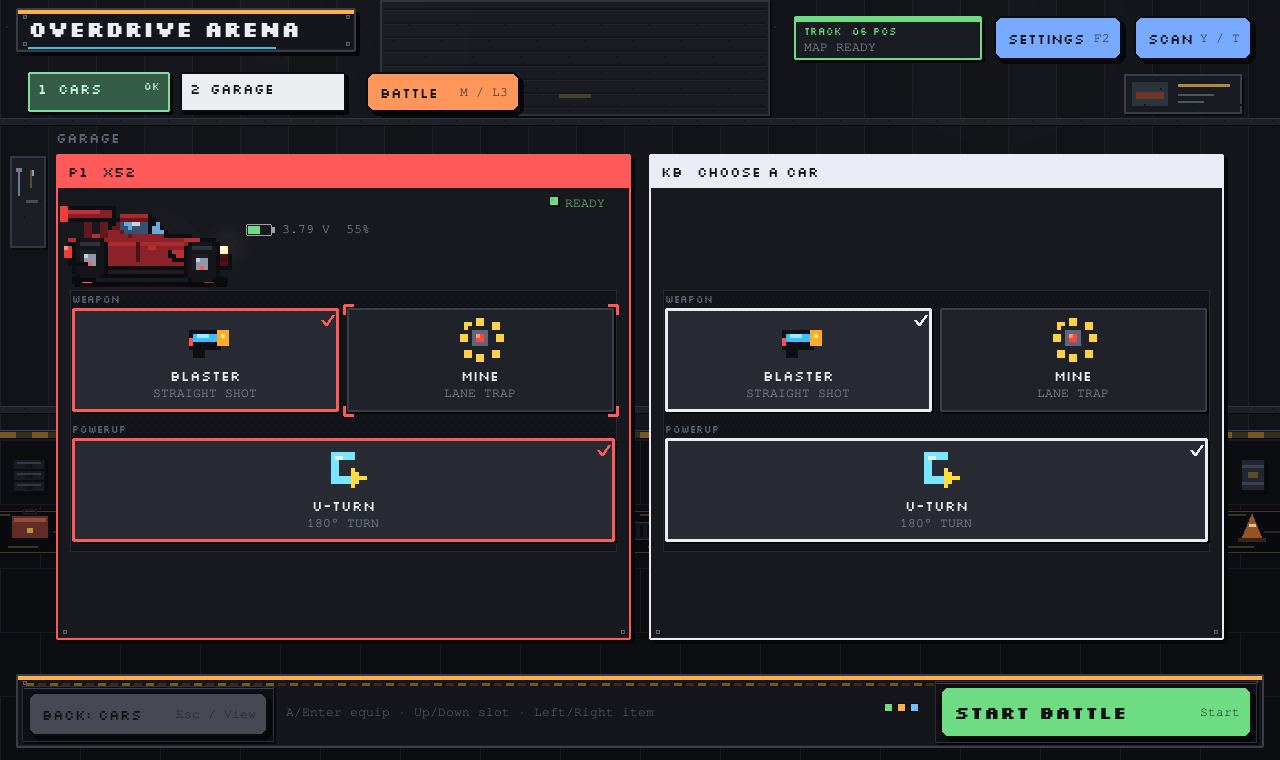 OVERDRIVE ARENA
TRACK 06 POS
MAP READY
SETTINGS F2
SCAN Y / T
1 CARS OK
2 GARAGE
BATTLE M / L3
GARAGE
P1 X52
READY
3.79 V 55%
WEAPON
BLASTER
STRAIGHT SHOT
MINE
LANE TRAP
POWERUP
U-TURN
180° TURN
KB CHOOSE A CAR
WEAPON
BLASTER
STRAIGHT SHOT
MINE
LANE TRAP
POWERUP
U-TURN
180° TURN
BACK: CARS Esc / View
A/Enter equip · Up/Down slot · Left/Right item
START BATTLE Start